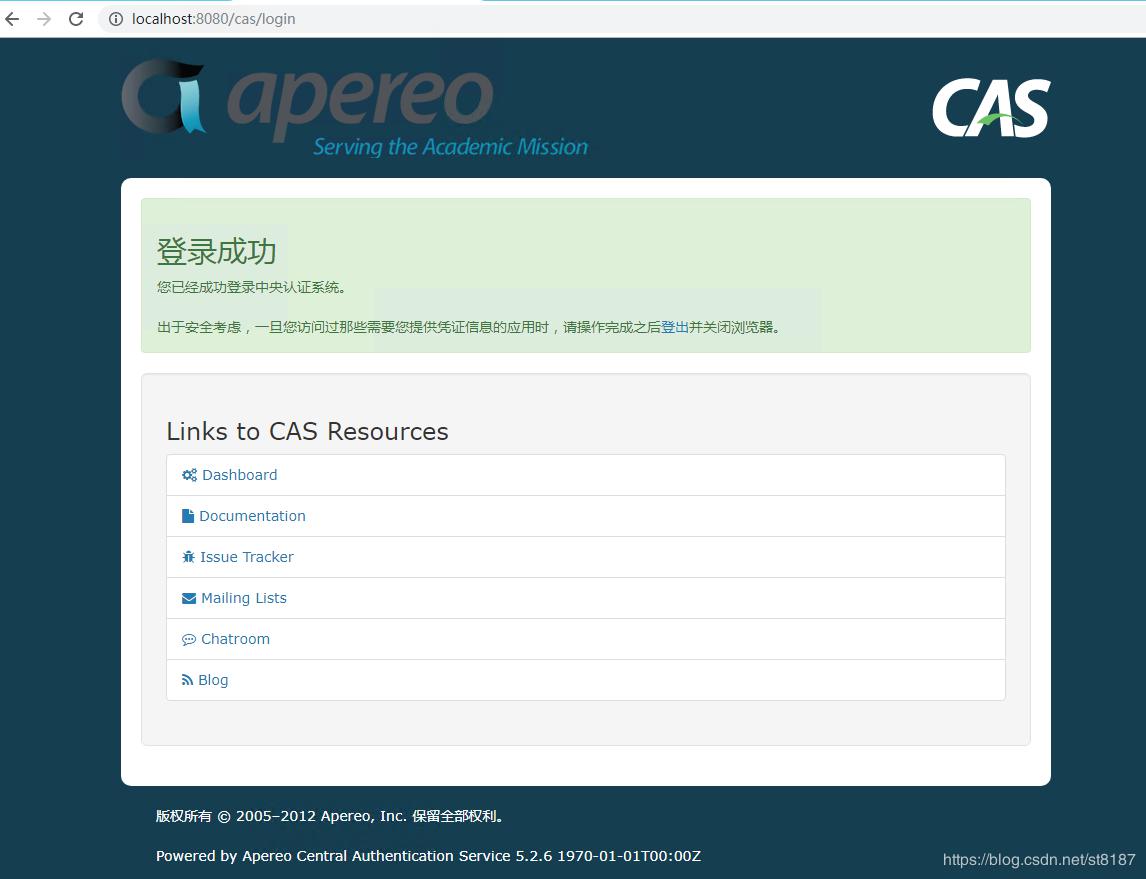 localhost:8080/cas/login
apereo
Serving the Academic Mission
CAS
登录成功
您已经成功登录中央认证系统。
出于安全考虑，一旦您访问过那些需要您提供凭证信息的应用时，请操作完成之后登出并关闭浏览器。
Links to CAS Resources
Dashboard
Documentation
Issue Tracker
Mailing Lists
Chatroom
Blog
版权所有 © 2005–2012 Apereo, Inc. 保留全部权利。
Powered by Apereo Central Authentication Service 5.2.6 1970-01-01T00:00Z
https://blog.csdn.net/st8187